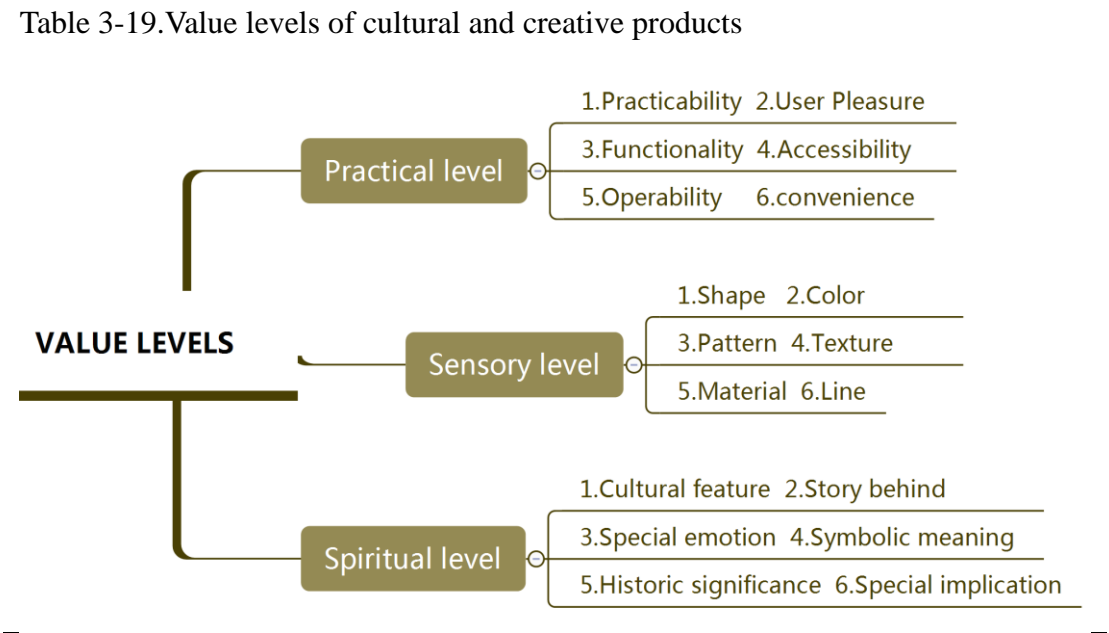 Table 3-19.Value levels of cultural and creative products
1.Practicability 2.User Pleasure
Practical level
3.Functionality 4.Accessibility
5.Operability 6.convenience
VALUE LEVELS
1.Shape 2.Color
Sensory level
3.Pattern 4.Texture
5.Material 6.Line
1.Cultural feature 2.Story behind
Spiritual level
3.Special emotion 4.Symbolic meaning
5.Historic significance 6.Special implication